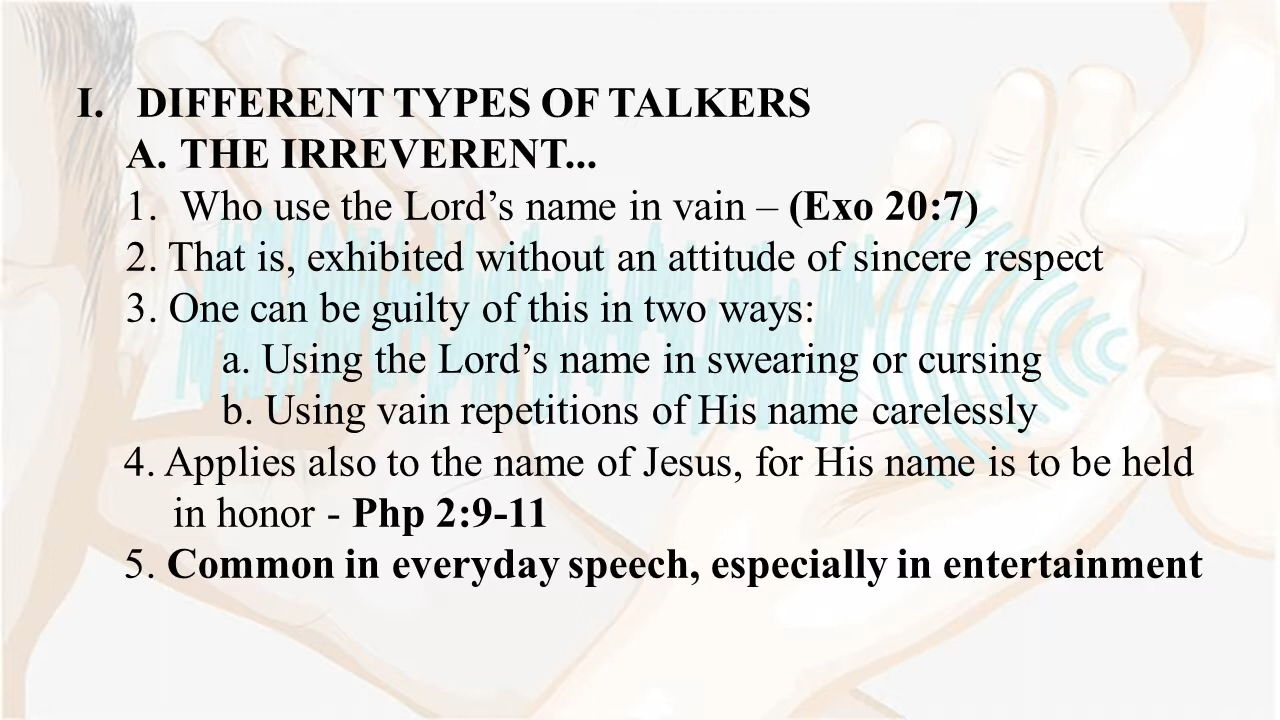 I. DIFFERENT TYPES OF TALKERS
A. THE IRREVERENT...
1. Who use the Lord’s name in vain – (Exo 20:7)
2. That is, exhibited without an attitude of sincere respect
3. One can be guilty of this in two ways:
a. Using the Lord’s name in swearing or cursing
b. Using vain repetitions of His name carelessly
4. Applies also to the name of Jesus, for His name is to be held
in honor - Php 2:9-11
5. Common in everyday speech, especially in entertainment